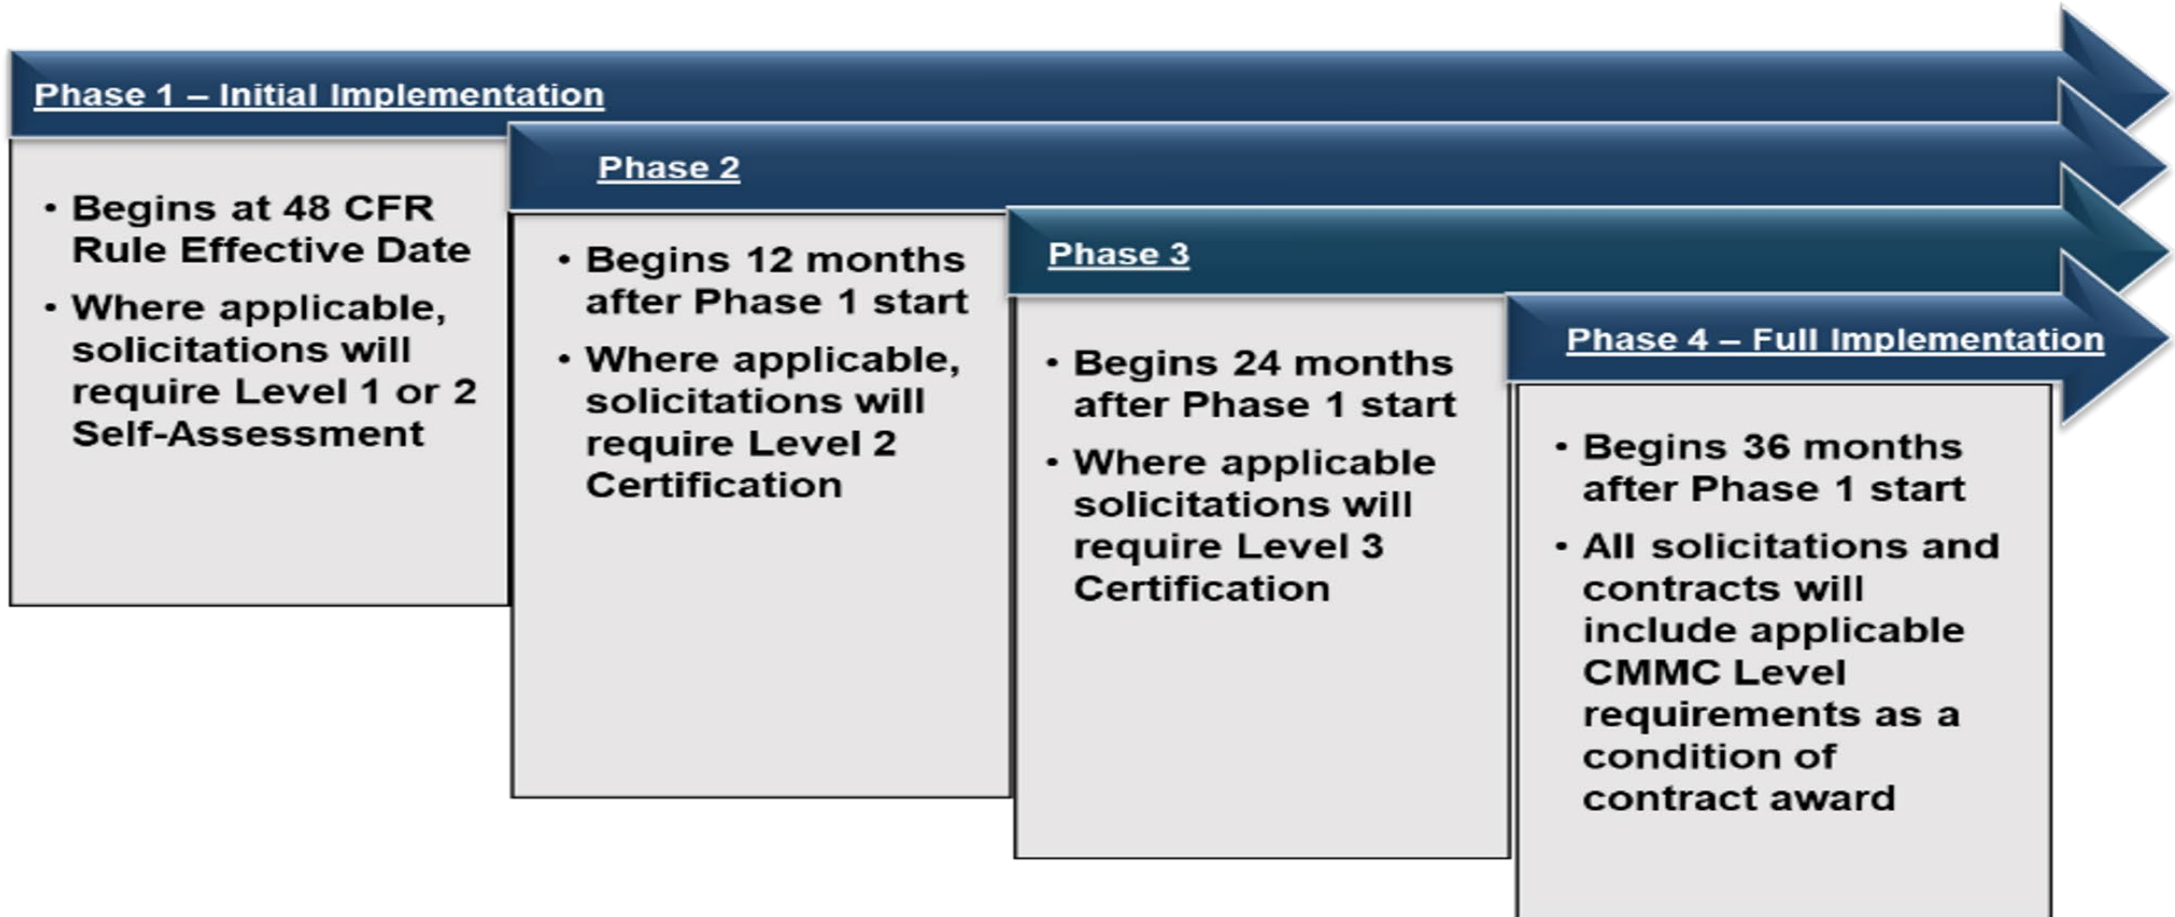 Phase 1 – Initial Implementation
• Begins at 48 CFR
Rule Effective Date
• Where applicable,
solicitations will
require Level 1 or 2
Self-Assessment
Phase 2
• Begins 12 months
after Phase 1 start
• Where applicable,
solicitations will
require Level 2
Certification
Phase 3
• Begins 24 months
after Phase 1 start
• Where applicable
solicitations will
require Level 3
Certification
Phase 4 – Full Implementation
• Begins 36 months
after Phase 1 start
• All solicitations and
contracts will
include applicable
CMMC Level
requirements as a
condition of
contract award